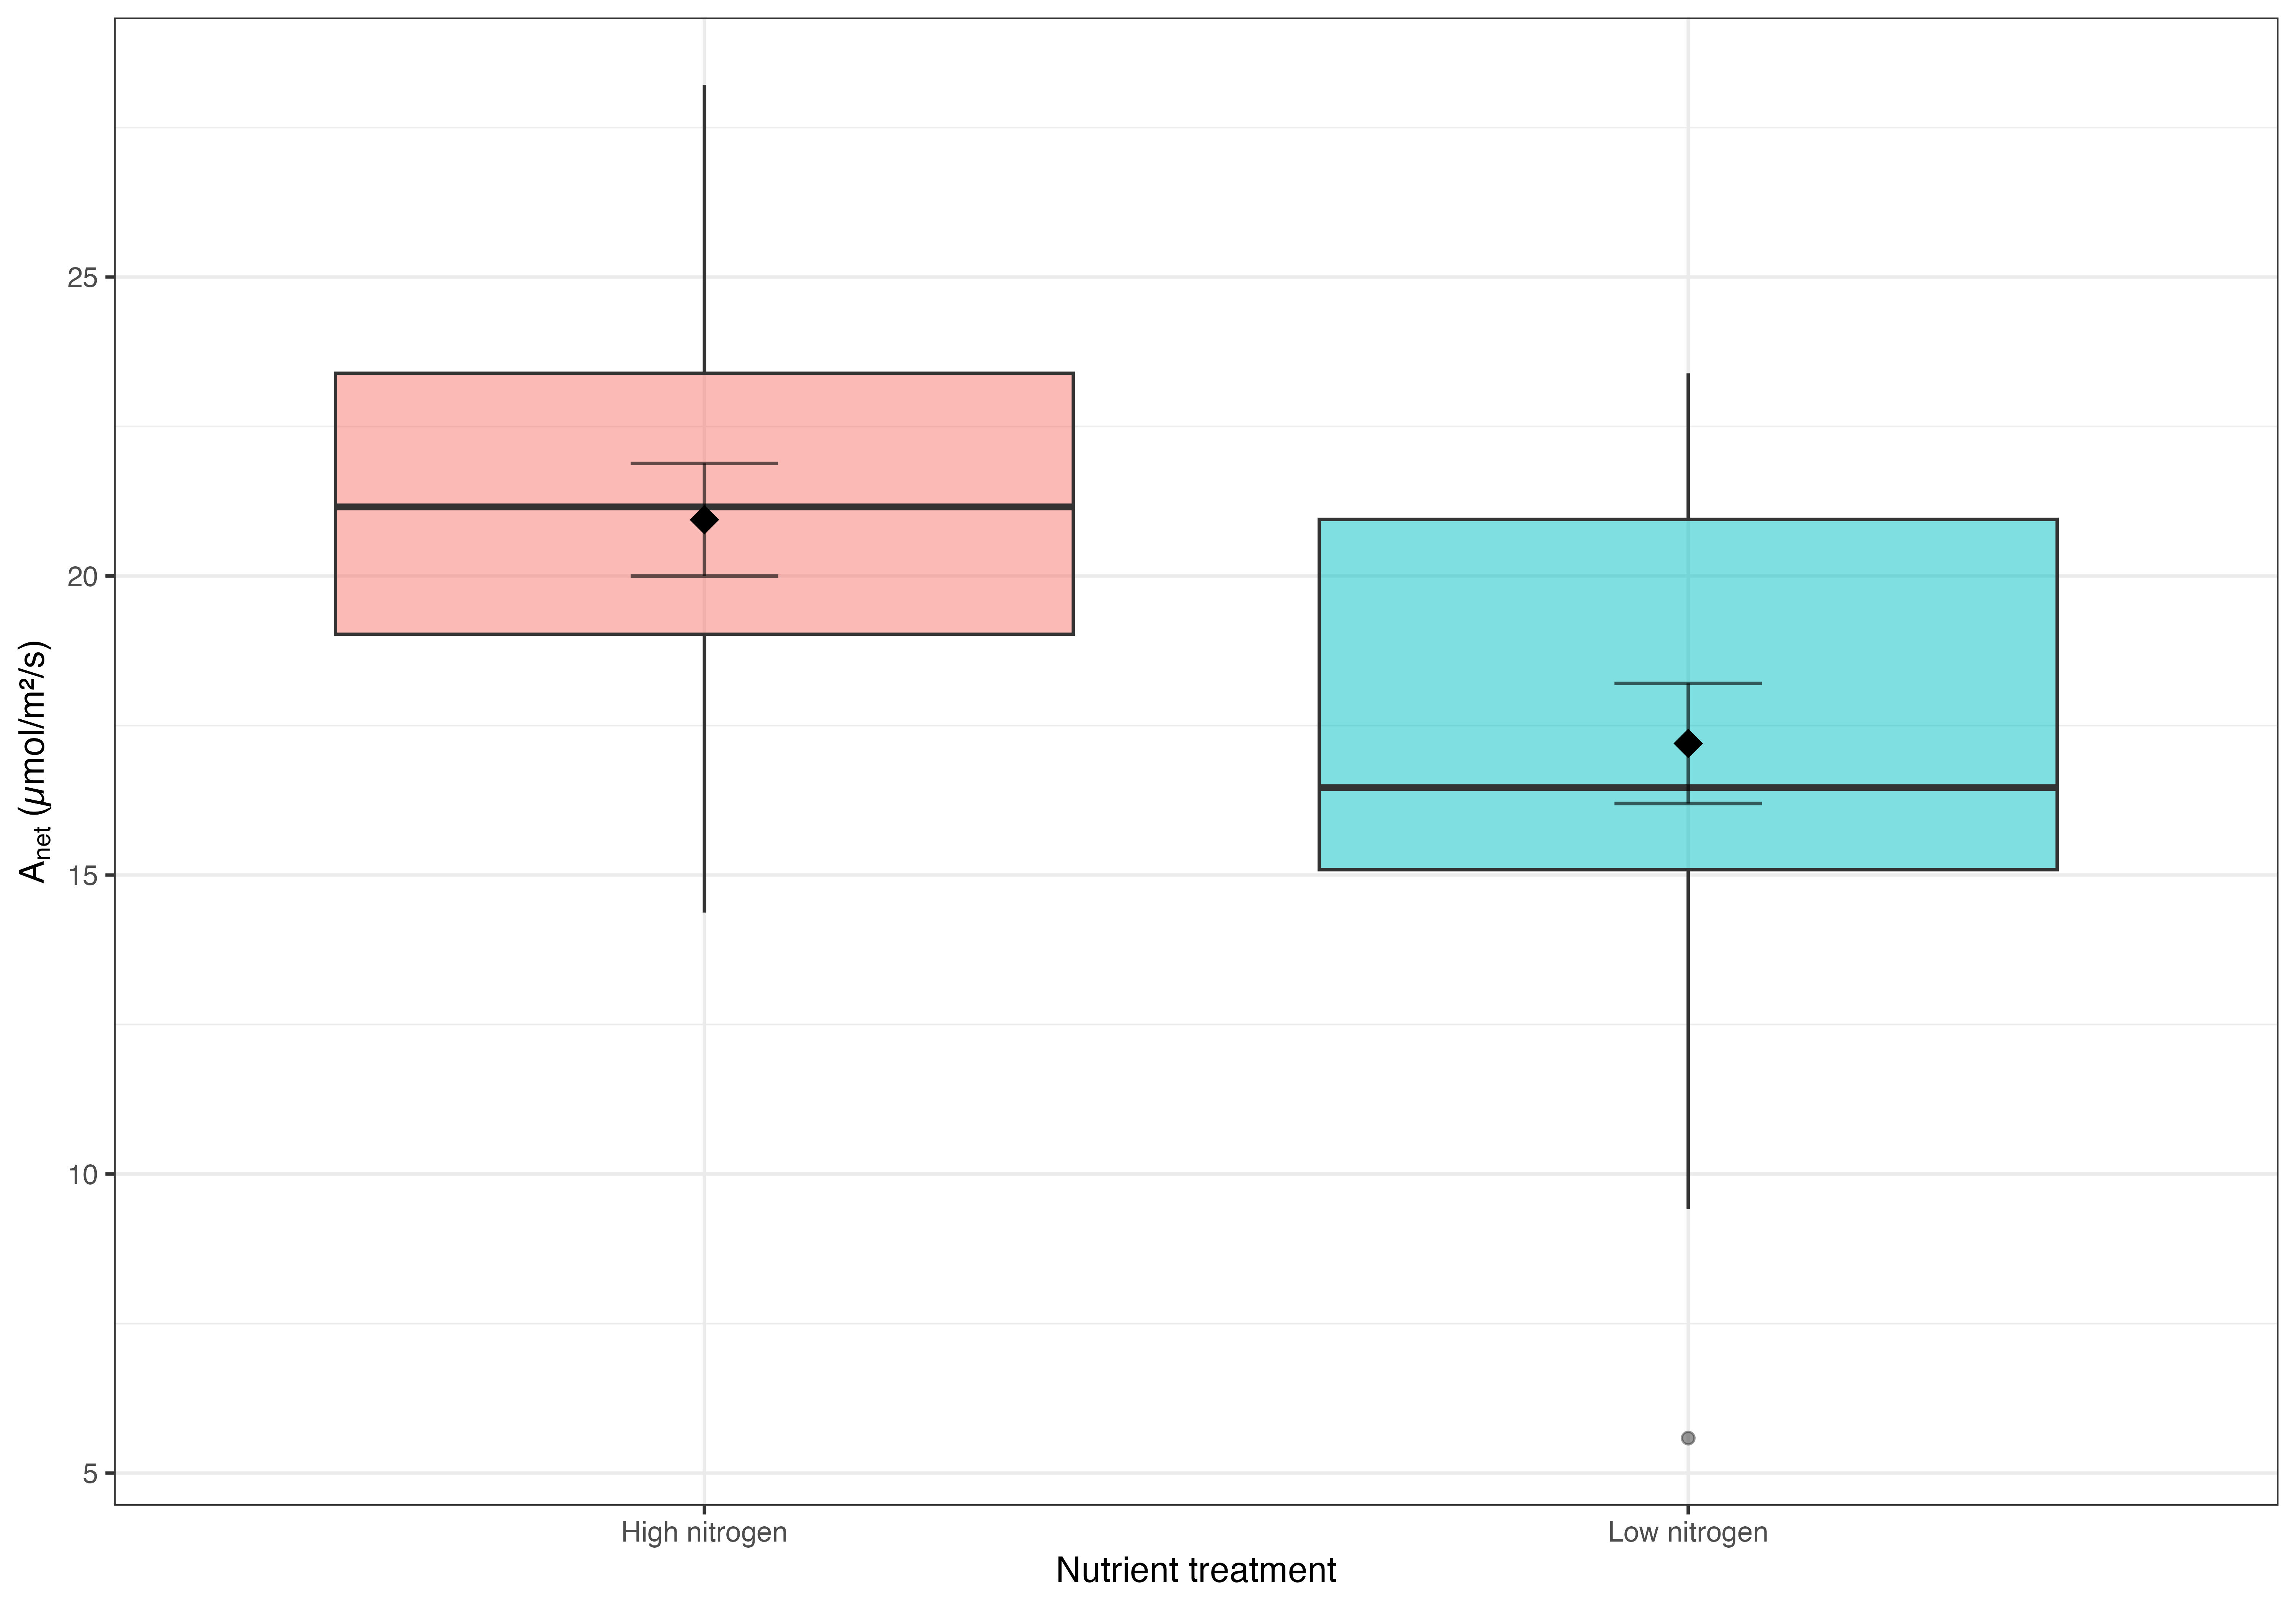 25
20
15
10
5
Anet (µmol/m²/s)
High nitrogen
Low nitrogen
Nutrient treatment